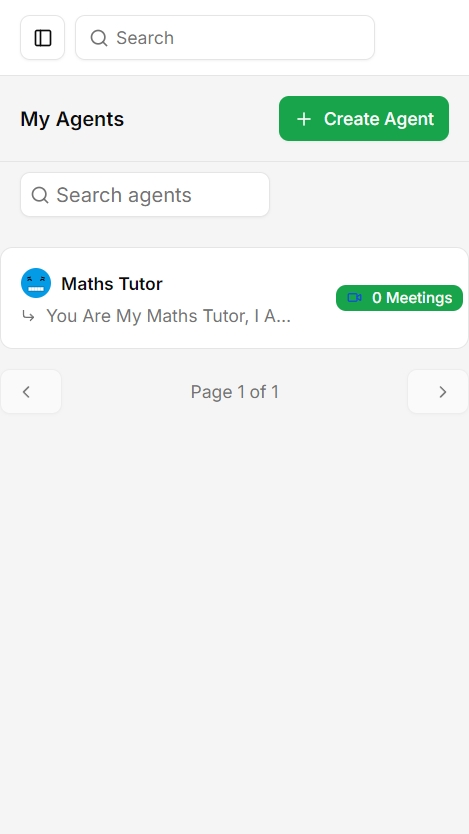 Search
My Agents
Create Agent
Search agents
Maths Tutor
You Are My Maths Tutor, I A...
0 Meetings
Page 1 of 1